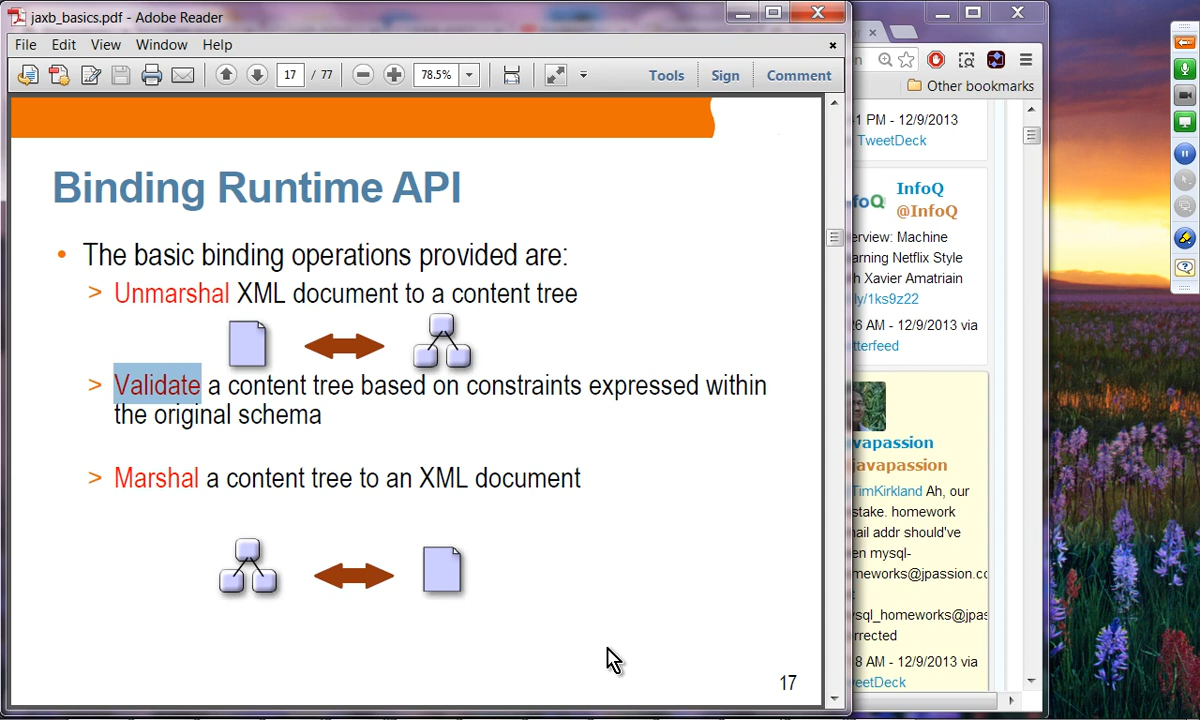 jaxb_basics.pdf - Adobe Reader
File Edit View Window Help
17 / 77 78.5% Tools Sign Comment
Binding Runtime API
• The basic binding operations provided are:
> Unmarshal XML document to a content tree
> Validate a content tree based on constraints expressed within
the original schema
> Marshal a content tree to an XML document
17
Other bookmarks
1 PM - 12/9/2013
TweetDeck
InfoQ
foQ
@InfoQ
erview: Machine
arning Netflix Style
h Xavier Amatriain
ly/1ks9z22
26 AM - 12/9/2013 via
tterfeed
vapassion
avapassion
TimKirkland Ah, our
stake. homework
ail addr should've
en mysql-
meworks@jpassion.co
ysql_homeworks@jpas
rrected
8 AM - 12/9/2013 via
weetDeck